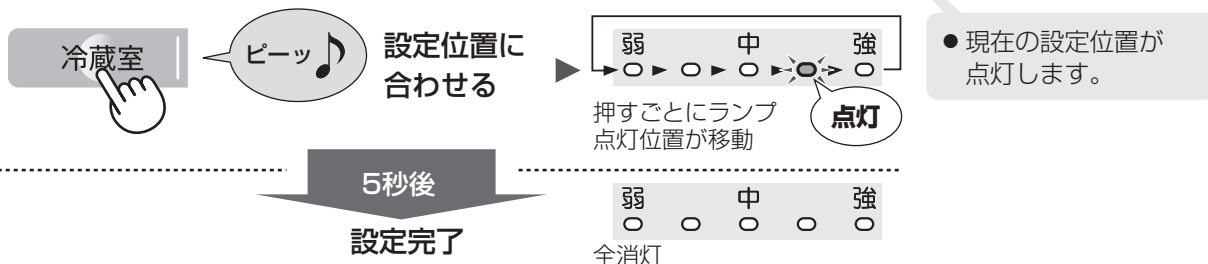 冷蔵室
ピーッ♪
設定位置に
合わせる
弱 中 強
押すごとにランプ
点灯位置が移動
点灯
● 現在の設定位置が
点灯します。
5秒後
設定完了
弱 中 強
全消灯